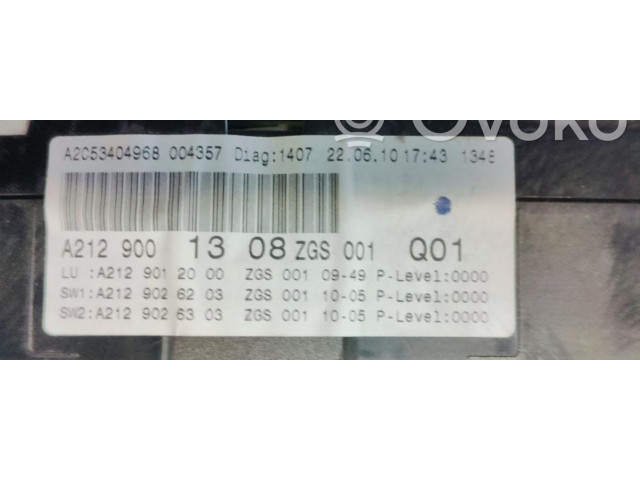 Ovoko
A2C53404968 004357 Diag:1407 22.06.10 17:43 1348
A212 900 13 08 ZGS 001 Q01
LU :A212 901 20 00 ZGS 001 09-49 P-Level:0000
SW1:A212 902 62 03 ZGS 001 10-05 P-Level:0000
SW2:A212 902 63 03 ZGS 001 10-05 P-Level:0000